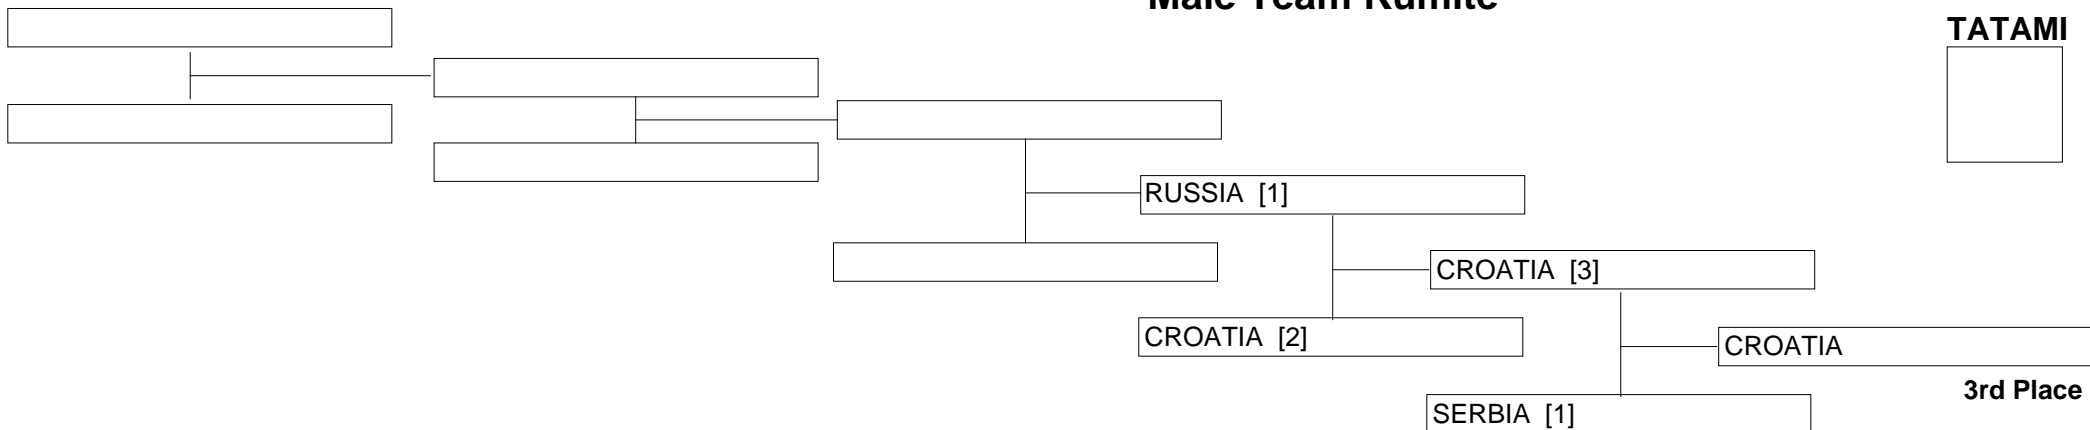 Male Team Kumite
TATAMI
RUSSIA [1]
CROATIA [3]
CROATIA [2]
CROATIA
3rd Place
SERBIA [1]